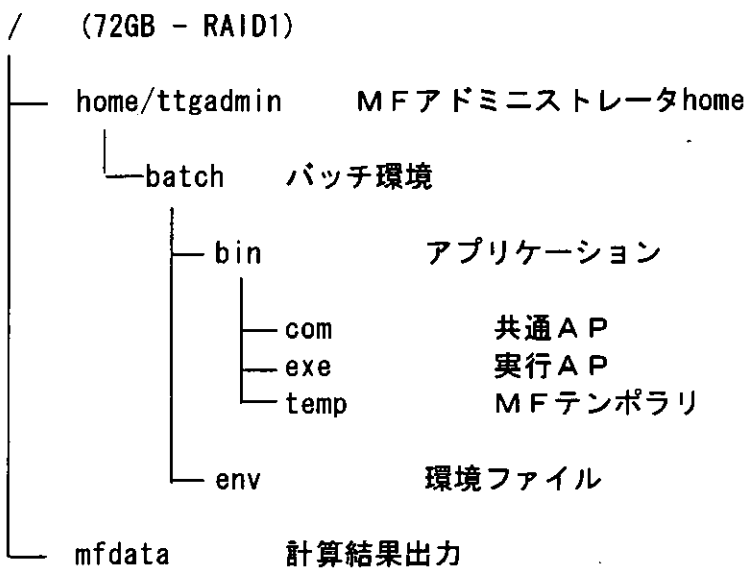 / (72GB - RAID1)
home/ttgadmin MFアドミニストレータhome
batch バッチ環境
bin アプリケーション
com 共通AP
exe 実行AP
temp MFテンポラリ
env 環境ファイル
mfdata 計算結果出力